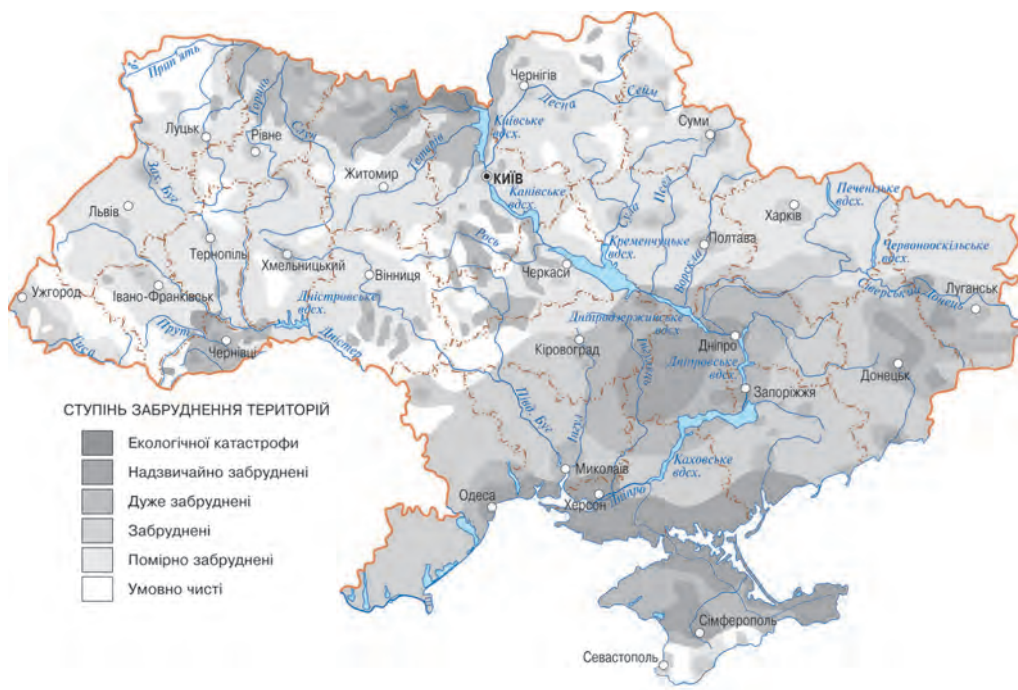 Прип'ять
Горинь
Случ
Уж
Чернігів
Десна
Сейм
Київське
вдсх.
Суми
Луцьк
Рівне
Тетерів
Житомир
КИЇВ
Зах. Буг
Канівське
вдсх.
Сула
Псел
Печенізьке
вдсх.
Харків
Львів
Рось
Кременчуцьке
вдсх.
Полтава
Ворскла
Червонооскільське
вдсх.
Тернопіль
Хмельницький
Вінниця
Черкаси
Сіверський Донець
Луганськ
Ужгород
Івано-Франківськ
Дністровське
вдсх.
Дніпродзержинське
вдсх
Прут
Тиса
Чернівці
Дністер
Кіровоград
Дніпро
Дніпровське
вдсх.
Донецьк
Запоріжжя
Півд. Буг
Інгул
Каховське
вдсх.
Миколаїв
Одеса
Херсон
Дніпро
Сімферополь
Севастополь
СТУПІНЬ ЗАБРУДНЕННЯ ТЕРИТОРІЙ
Екологічної катастрофи
Надзвичайно забруднені
Дуже забруднені
Забруднені
Помірно забруднені
Умовно чисті